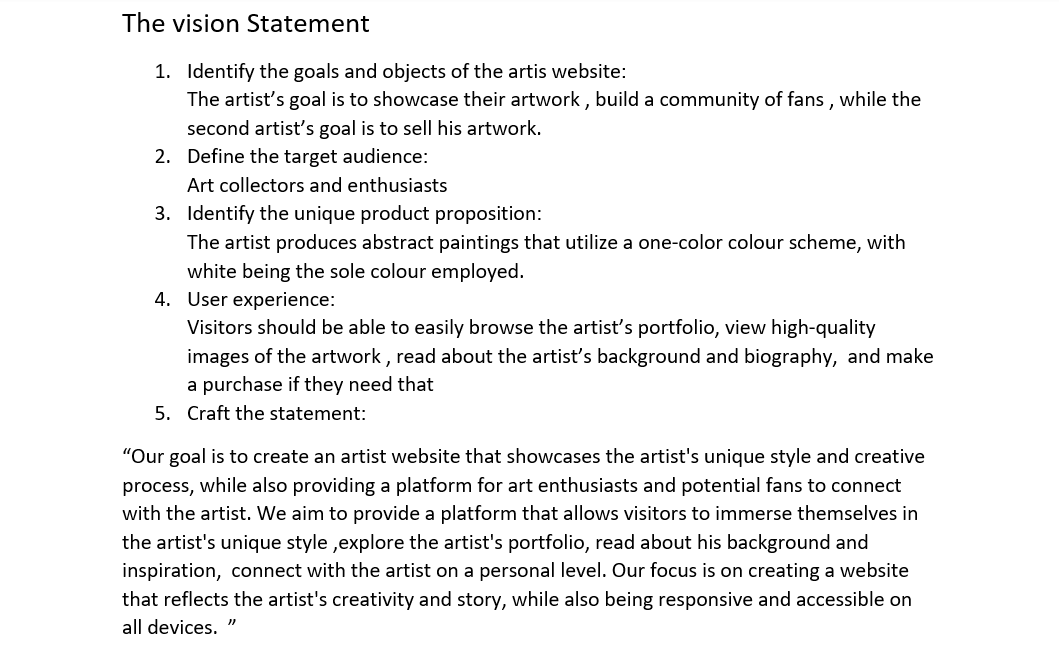 The vision Statement
1. Identify the goals and objects of the artis website:
The artist’s goal is to showcase their artwork , build a community of fans , while the
second artist’s goal is to sell his artwork.
2. Define the target audience:
Art collectors and enthusiasts
3. Identify the unique product proposition:
The artist produces abstract paintings that utilize a one-color colour scheme, with
white being the sole colour employed.
4. User experience:
Visitors should be able to easily browse the artist’s portfolio, view high-quality
images of the artwork , read about the artist’s background and biography,  and make
a purchase if they need that
5. Craft the statement:
“Our goal is to create an artist website that showcases the artist's unique style and creative
process, while also providing a platform for art enthusiasts and potential fans to connect
with the artist. We aim to provide a platform that allows visitors to immerse themselves in
the artist's unique style ,explore the artist's portfolio, read about his background and
inspiration,  connect with the artist on a personal level. Our focus is on creating a website
that reflects the artist's creativity and story, while also being responsive and accessible on
all devices.  ”